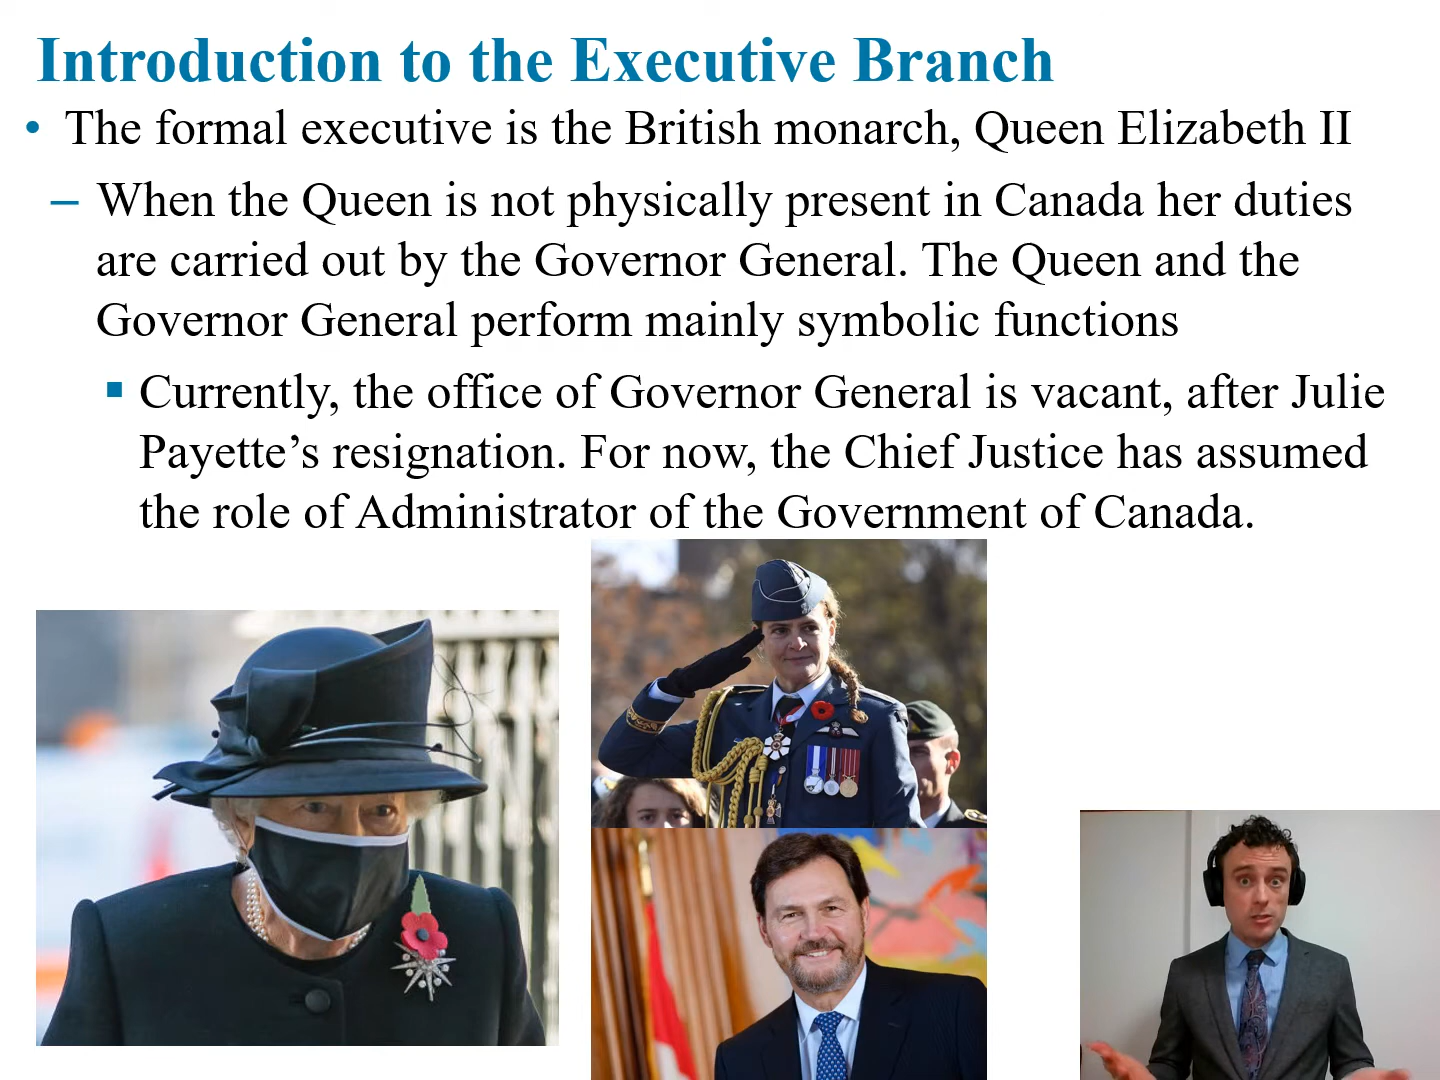 Introduction to the Executive Branch
• The formal executive is the British monarch, Queen Elizabeth II
– When the Queen is not physically present in Canada her duties
are carried out by the Governor General. The Queen and the
Governor General perform mainly symbolic functions
▪ Currently, the office of Governor General is vacant, after Julie
Payette’s resignation. For now, the Chief Justice has assumed
the role of Administrator of the Government of Canada.